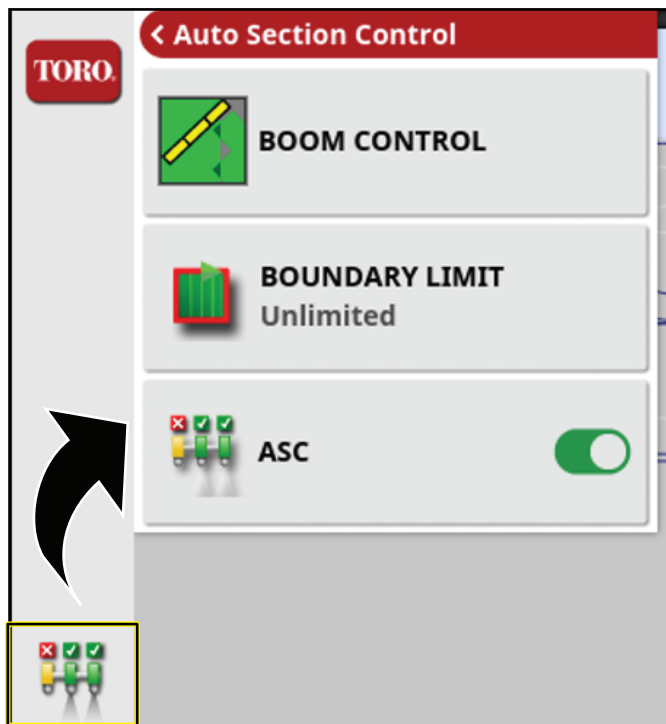 TORO.
< Auto Section Control
BOOM CONTROL
BOUNDARY LIMIT
Unlimited
ASC